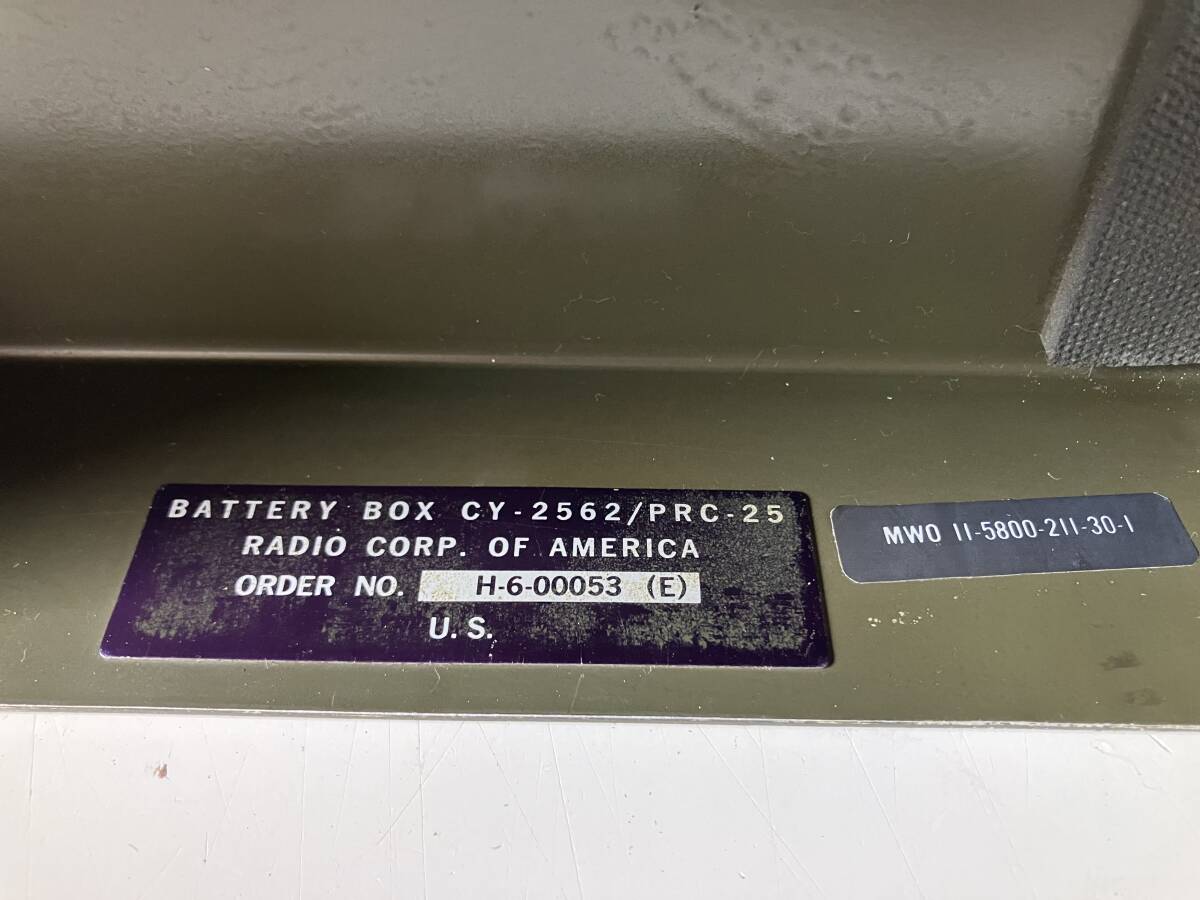 BATTERY BOX CY-2562/PRC-25
RADIO CORP. OF AMERICA
ORDER NO. H-6-00053 (E)
U.S.
MWO 11-5800-211-30-1